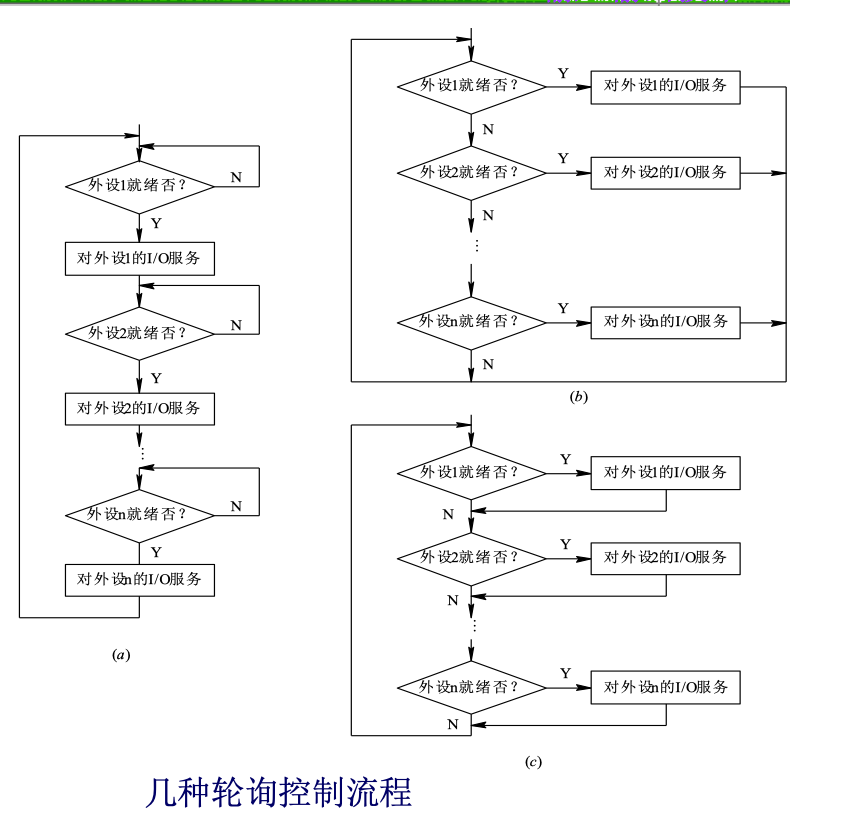 外设1就绪否?
N
Y
对外设1的I/O服务
外设2就绪否?
N
Y
对外设2的I/O服务
⋮
外设n就绪否?
N
Y
对外设n的I/O服务
(a)
外设1就绪否?
Y
对外设1的I/O服务
N
外设2就绪否?
Y
对外设2的I/O服务
N
⋮
外设n就绪否?
Y
对外设n的I/O服务
N
(b)
外设1就绪否?
Y
对外设1的I/O服务
N
外设2就绪否?
Y
对外设2的I/O服务
N
⋮
外设n就绪否?
Y
对外设n的I/O服务
N
(c)
几种轮询控制流程